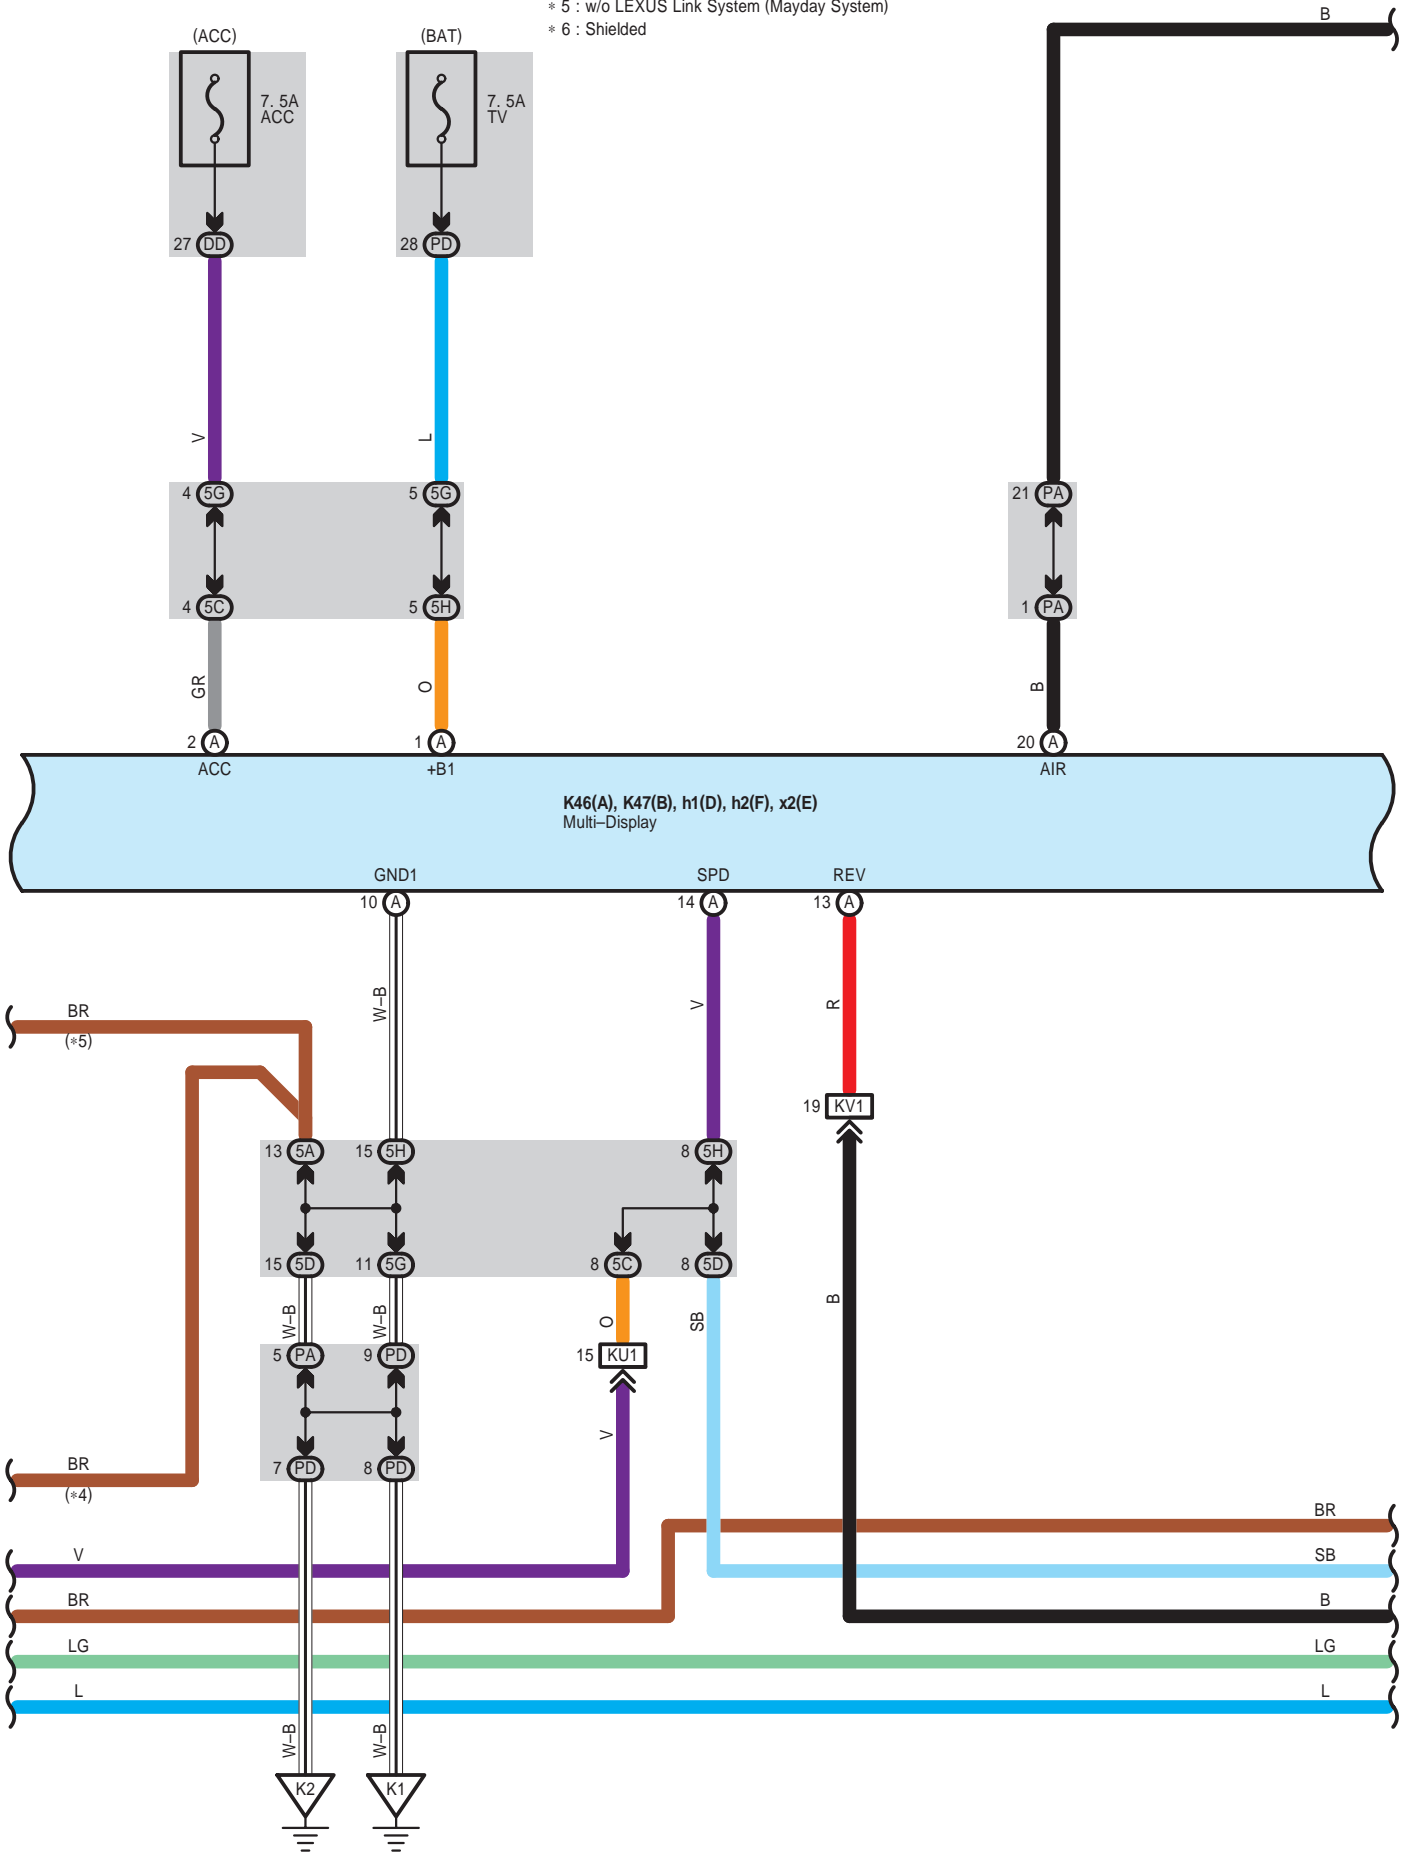 * 5 : w/o LEXUS Link System (Mayday System)
* 6 : Shielded
B
(ACC)
(BAT)
7. 5A
ACC
7. 5A
TV
27 DD
28 PD
V
L
4 5G
5 5G
21 PA
4 5C
5 5H
1 PA
GR
O
B
2 A
1 A
20 A
ACC
+B1
AIR
K46(A), K47(B), h1(D), h2(F), x2(E)
Multi–Display
GND1
SPD
REV
10 A
14 A
13 A
W–B
V
R
BR
(*5)
19 KV1
13 5A
15 5H
8 5H
15 5D
11 5G
8 5C
8 5D
W–B
W–B
O
SB
B
5 PA
9 PD
15 KU1
V
7 PD
8 PD
BR
(*4)
BR
V
SB
BR
B
LG
LG
L
L
W–B
W–B
K2
K1